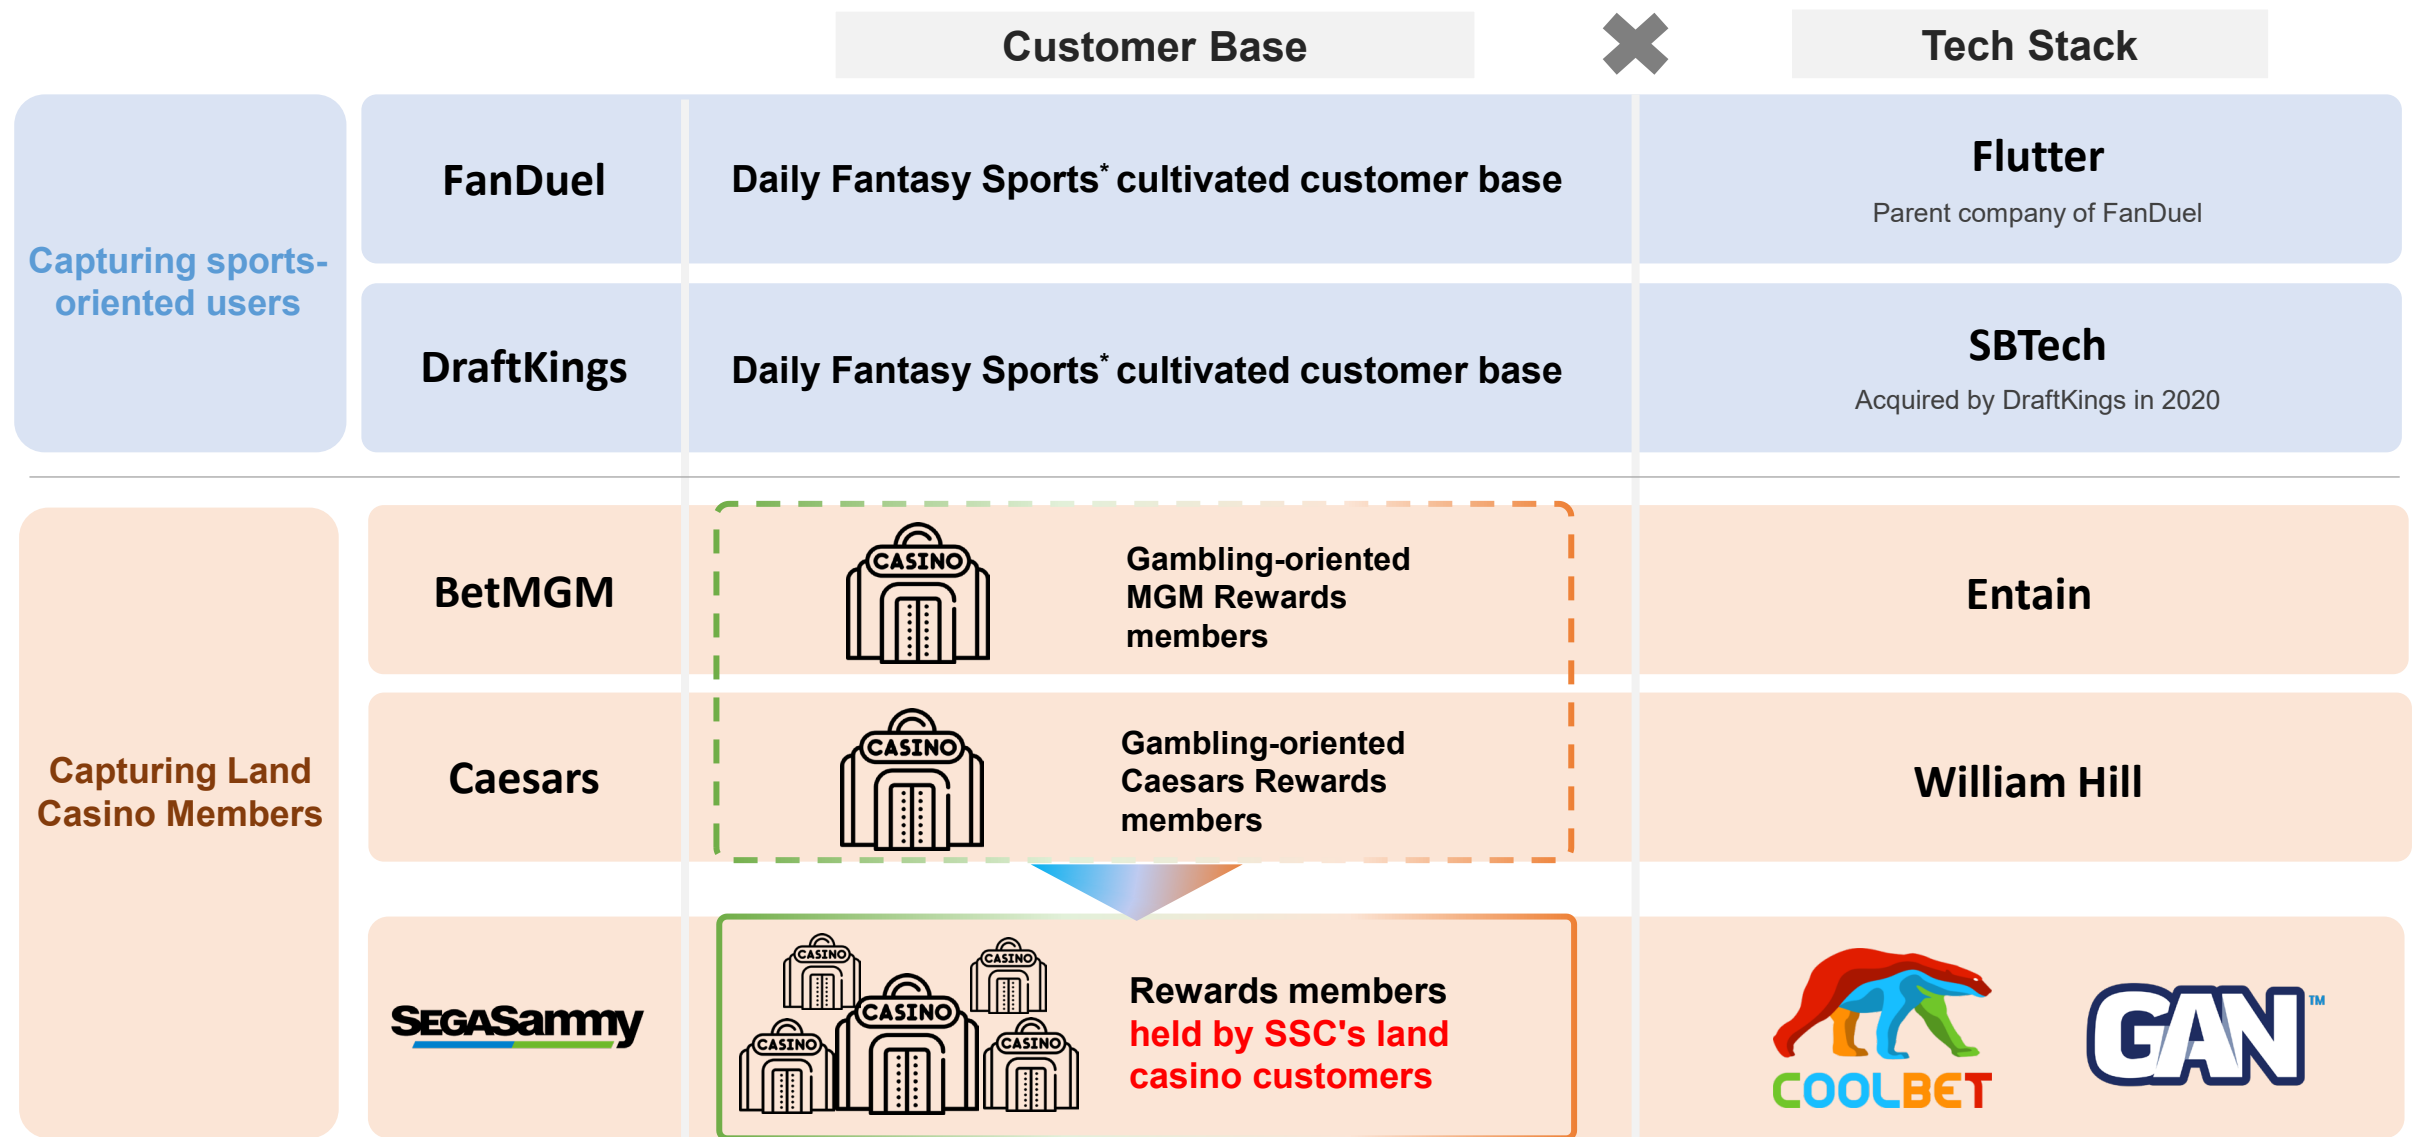 Customer Base
Tech Stack
Capturing sports-
oriented users
FanDuel
Daily Fantasy Sports* cultivated customer base
Flutter
Parent company of FanDuel
DraftKings
Daily Fantasy Sports* cultivated customer base
SBTech
Acquired by DraftKings in 2020
Capturing Land
Casino Members
BetMGM
CASINO
Gambling-oriented
MGM Rewards
members
Entain
Caesars
CASINO
Gambling-oriented
Caesars Rewards
members
William Hill
SEGASammy
CASINO
CASINO
CASINO
CASINO
CASINO
Rewards members
held by SSC's land
casino customers
COOLBET
GAN™